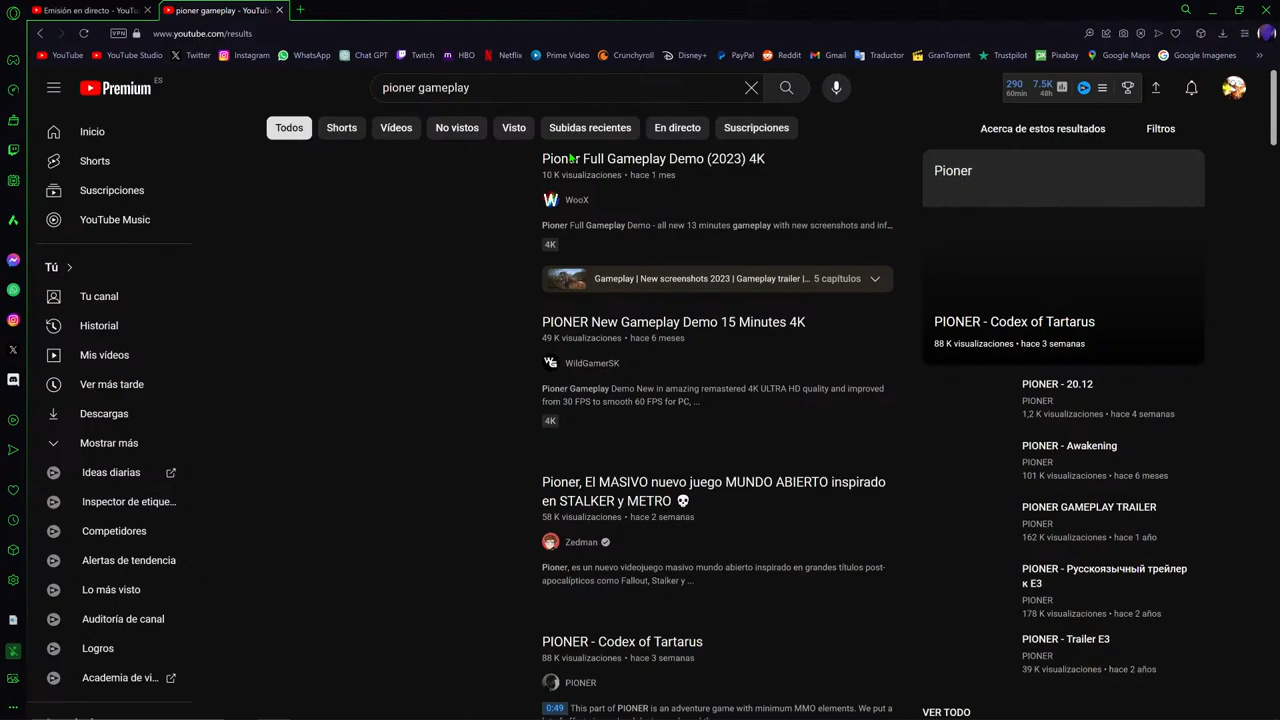 Emisión en directo - YouTu
pioner gameplay - YouTub
VPN
www.youtube.com/results
YouTube
YouTube Studio
Twitter
Instagram
WhatsApp
Chat GPT
Twitch
HBO
Netflix
Prime Video
Crunchyroll
Disney+
PayPal
Reddit
Gmail
Traductor
GranTorrent
Trustpilot
Pixabay
Google Maps
Google Imagenes
Premium ES
pioner gameplay
290 60min
7.5K 48h
Todos
Shorts
Vídeos
No vistos
Visto
Subidas recientes
En directo
Suscripciones
Acerca de estos resultados
Filtros
Inicio
Shorts
Suscripciones
YouTube Music
Tú
Tu canal
Historial
Mis vídeos
Ver más tarde
Descargas
Mostrar más
Ideas diarias
Inspector de etique...
Competidores
Alertas de tendencia
Lo más visto
Auditoría de canal
Logros
Academia de vi...
Pioner Full Gameplay Demo (2023) 4K
10 K visualizaciones • hace 1 mes
WooX
Pioner Full Gameplay Demo - all new 13 minutes gameplay with new screenshots and inf...
4K
Gameplay | New screenshots 2023 | Gameplay trailer |... 5 capítulos
PIONER New Gameplay Demo 15 Minutes 4K
49 K visualizaciones • hace 6 meses
WildGamerSK
Pioner Gameplay Demo New in amazing remastered 4K ULTRA HD quality and improved
from 30 FPS to smooth 60 FPS for PC, ...
4K
Pioner, El MASIVO nuevo juego MUNDO ABIERTO inspirado
en STALKER y METRO 💀
58 K visualizaciones • hace 2 semanas
Zedman
Pioner, es un nuevo videojuego masivo mundo abierto inspirado en grandes títulos post-
apocalípticos como Fallout, Stalker y ...
PIONER - Codex of Tartarus
88 K visualizaciones • hace 3 semanas
PIONER
0:49 This part of PIONER is an adventure game with minimum MMO elements. We put a
Pioner
PIONER - Codex of Tartarus
88 K visualizaciones • hace 3 semanas
PIONER - 20.12
PIONER
1,2 K visualizaciones • hace 4 semanas
PIONER - Awakening
PIONER
101 K visualizaciones • hace 6 meses
PIONER GAMEPLAY TRAILER
PIONER
162 K visualizaciones • hace 1 año
PIONER - Русскоязычный трейлер
к E3
PIONER
178 K visualizaciones • hace 2 años
PIONER - Trailer E3
PIONER
39 K visualizaciones • hace 2 años
VER TODO